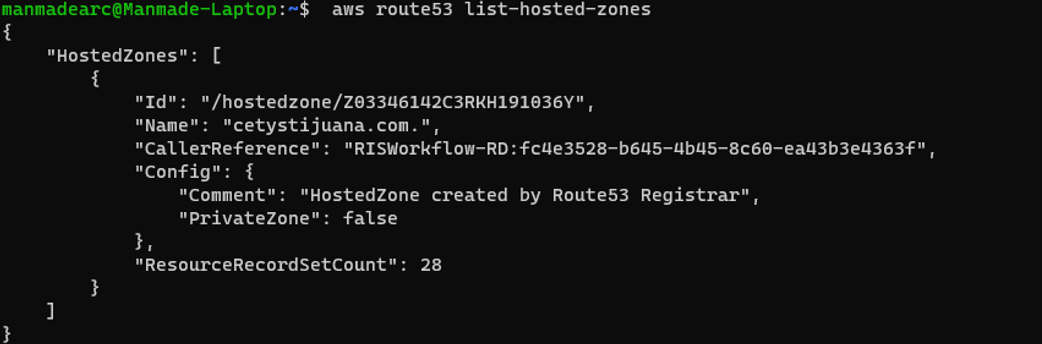 manmadearc@Manmade-Laptop:~$  aws route53 list-hosted-zones
{
    "HostedZones": [
        {
            "Id": "/hostedzone/Z03346142C3RKH191036Y",
            "Name": "cetystijuana.com.",
            "CallerReference": "RISWorkflow-RD:fc4e3528-b645-4b45-8c60-ea43b3e4363f",
            "Config": {
                "Comment": "HostedZone created by Route53 Registrar",
                "PrivateZone": false
            },
            "ResourceRecordSetCount": 28
        }
    ]
}